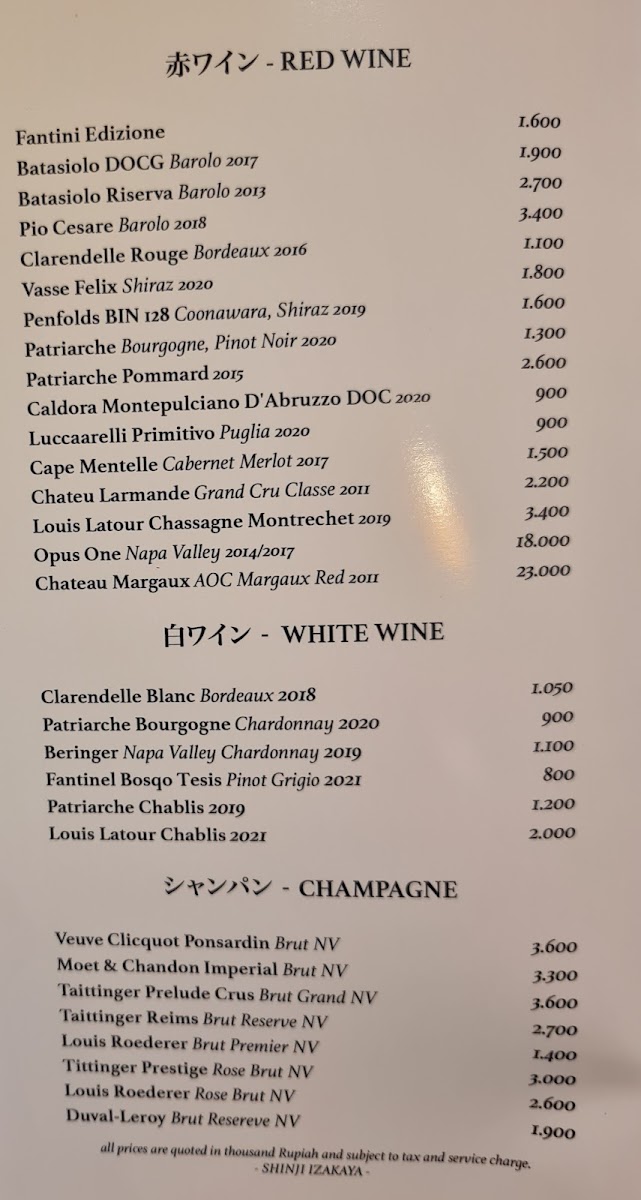 赤ワイン - RED WINE
Fantini Edizione 1.600
Batasiolo DOCG Barolo 2017 1.900
Batasiolo Riserva Barolo 2013 2.700
Pio Cesare Barolo 2018 3.400
Clarendelle Rouge Bordeaux 2016 1.100
Vasse Felix Shiraz 2020 1.800
Penfolds BIN 128 Coonawara, Shiraz 2019 1.600
Patriarche Bourgogne, Pinot Noir 2020 1.300
Patriarche Pommard 2015 2.600
Caldora Montepulciano D'Abruzzo DOC 2020 900
Luccaarelli Primitivo Puglia 2020 900
Cape Mentelle Cabernet Merlot 2017 1.500
Chateu Larmande Grand Cru Classe 2011 2.200
Louis Latour Chassagne Montrechet 2019 3.400
Opus One Napa Valley 2014/2017 18.000
Chateau Margaux AOC Margaux Red 2011 23.000
白ワイン - WHITE WINE
Clarendelle Blanc Bordeaux 2018 1.050
Patriarche Bourgogne Chardonnay 2020 900
Beringer Napa Valley Chardonnay 2019 1.100
Fantinel Bosqo Tesis Pinot Grigio 2021 800
Patriarche Chablis 2019 1.200
Louis Latour Chablis 2021 2.000
シャンパン - CHAMPAGNE
Veuve Clicquot Ponsardin Brut NV 3.600
Moet & Chandon Imperial Brut NV 3.300
Taittinger Prelude Crus Brut Grand NV 3.600
Taittinger Reims Brut Reserve NV 2.700
Louis Roederer Brut Premier NV 1.400
Tittinger Prestige Rose Brut NV 3.000
Louis Roederer Rose Brut NV 2.600
Duval-Leroy Brut Resereve NV 1.900
all prices are quoted in thousand Rupiah and subject to tax and service charge.
- SHINJI IZAKAYA -